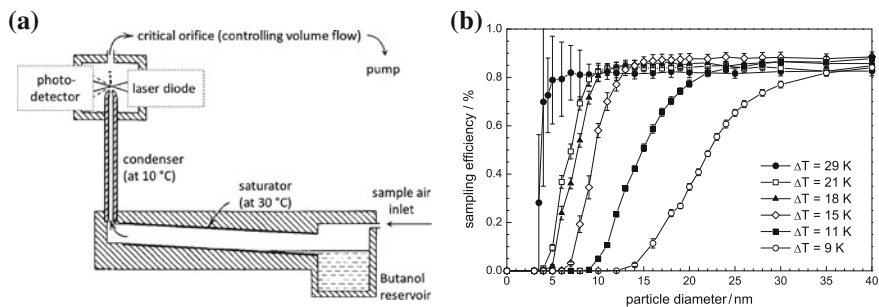 (a)
critical orifice (controlling volume flow)
pump
photo-
detector
laser diode
condenser
(at 10 °C)
saturator
(at 30 °C)
sample air
inlet
Butanol
reservoir
(b)
sampling efficiency / %
1.0
0.8
0.6
0.4
0.2
0.0
0 5 10 15 20 25 30 35 40
particle diameter / nm
ΔT = 29 K
ΔT = 21 K
ΔT = 18 K
ΔT = 15 K
ΔT = 11 K
ΔT = 9 K